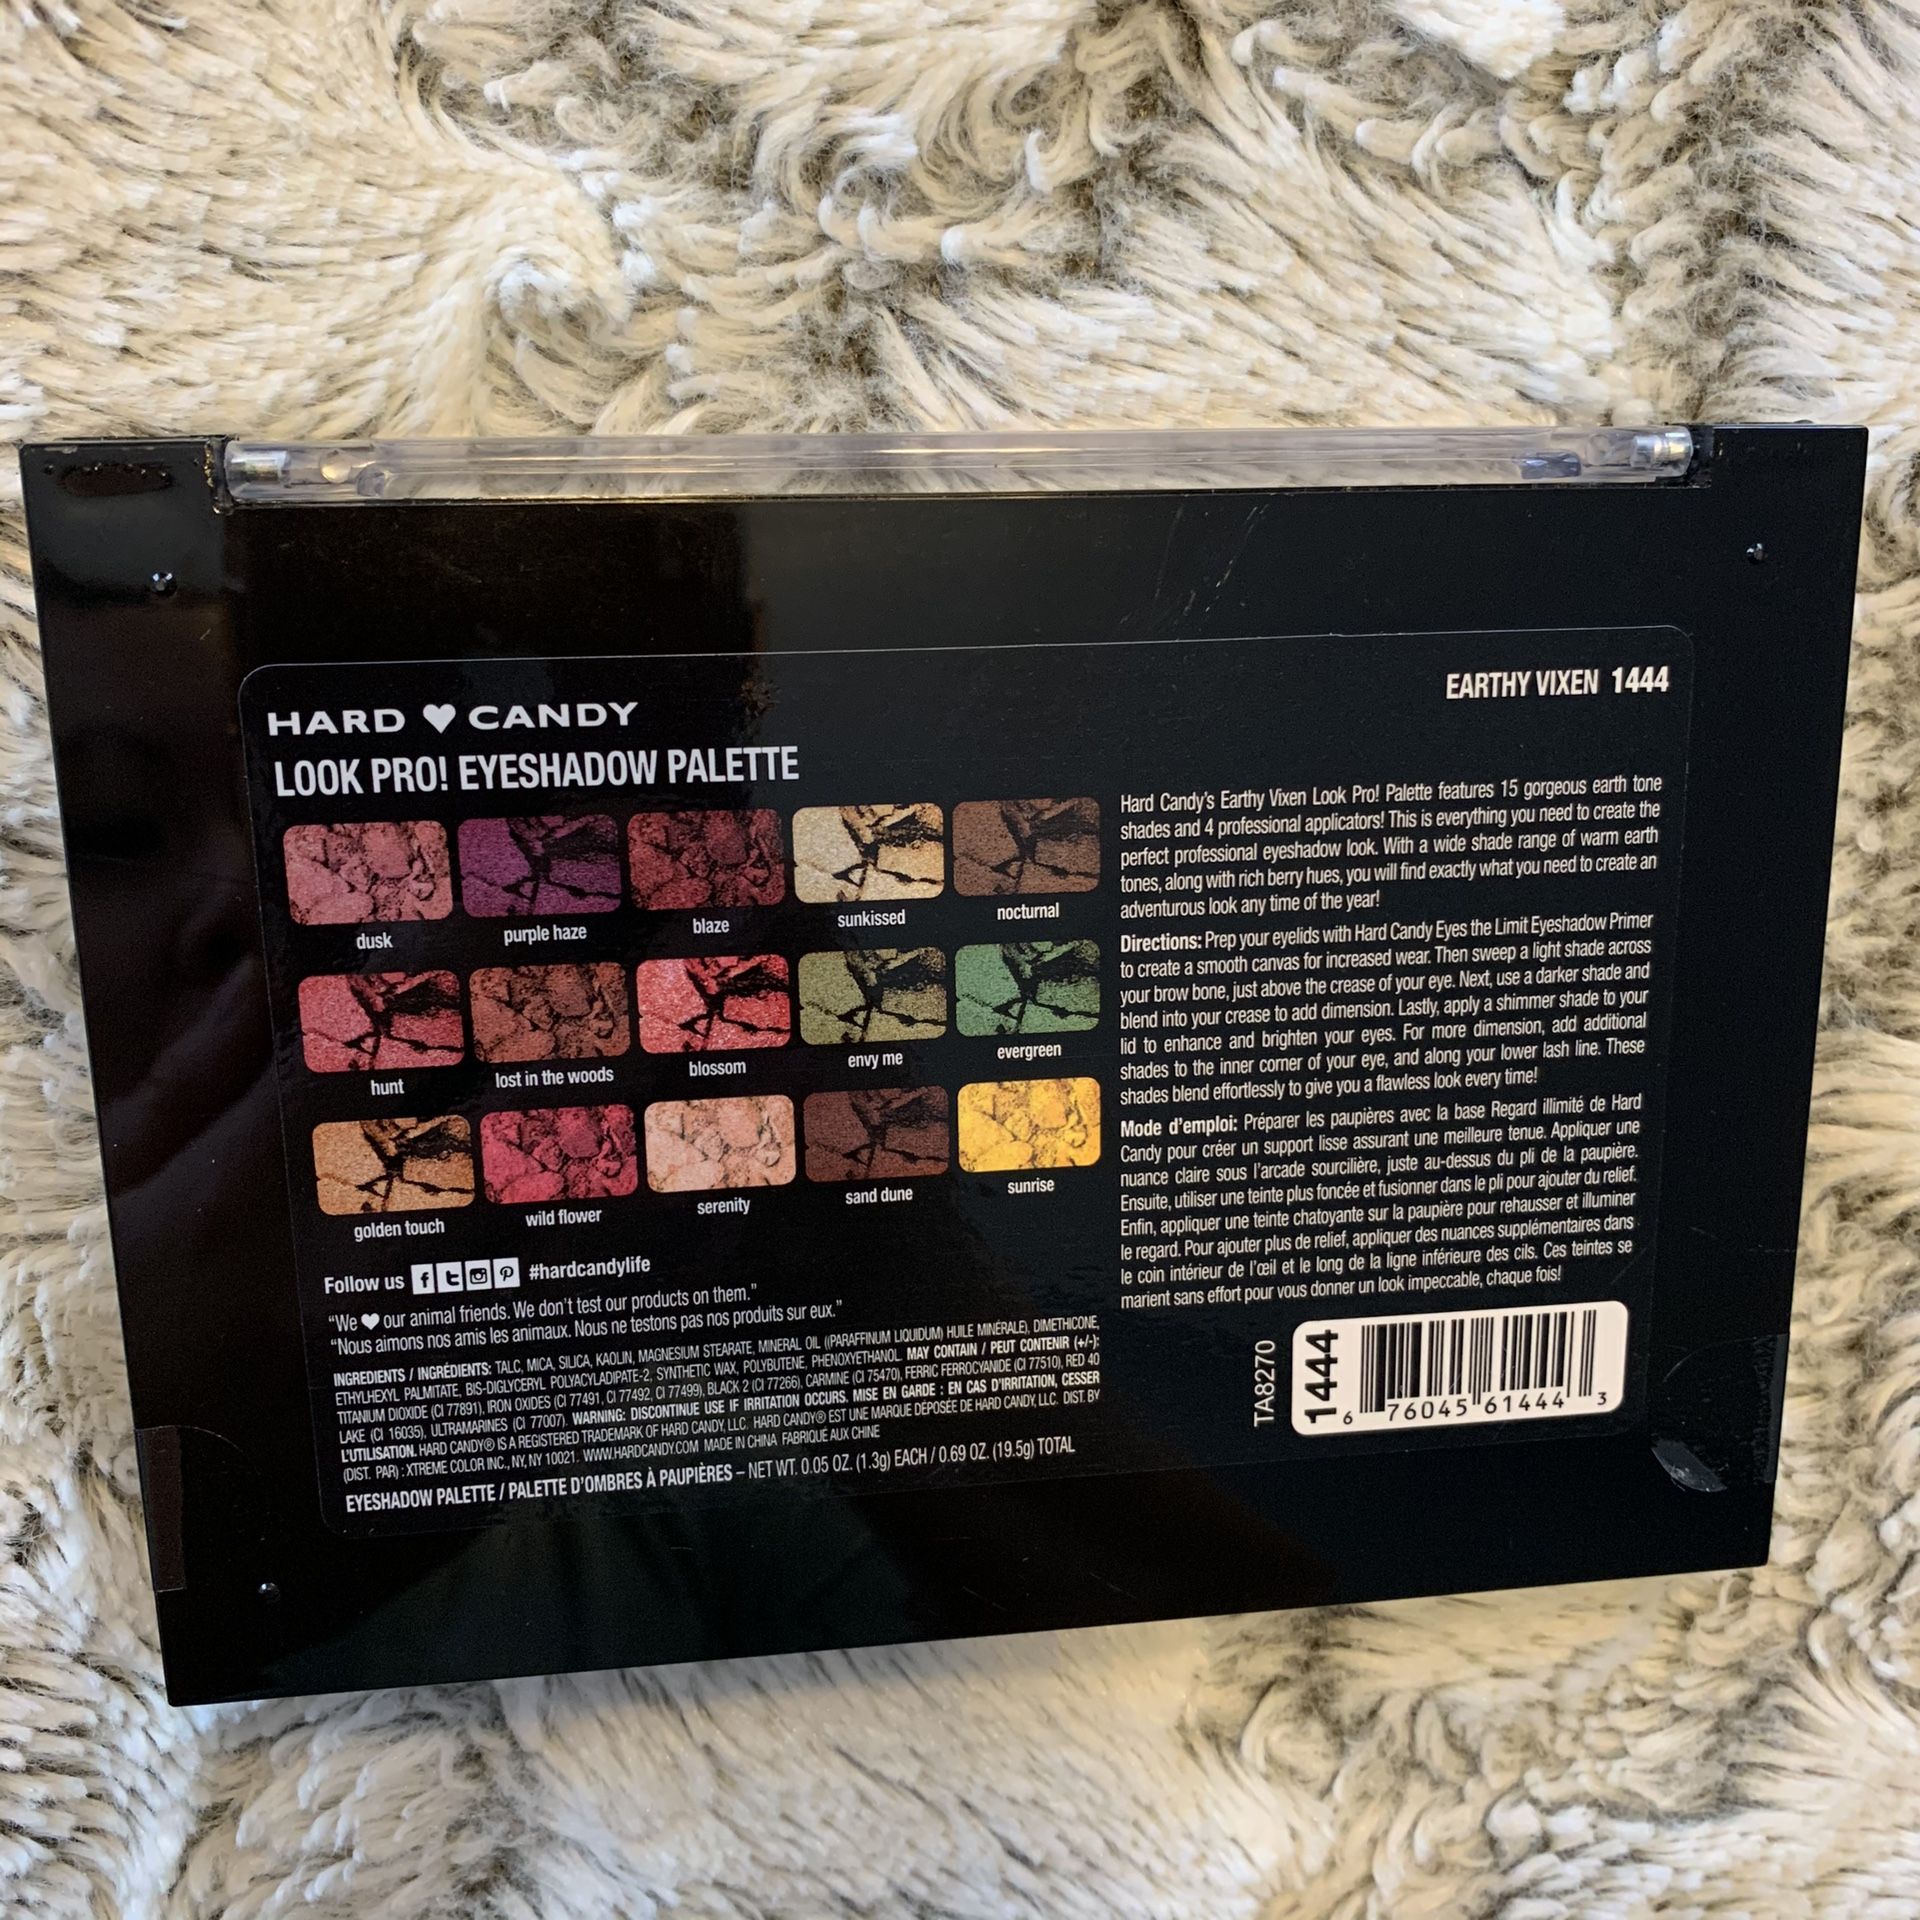 EARTHY VIXEN 1444
HARD ♥ CANDY
LOOK PRO! EYESHADOW PALETTE
dusk
purple haze
blaze
sunkissed
nocturnal
hunt
lost in the woods
blossom
envy me
evergreen
golden touch
wild flower
serenity
sand dune
sunrise
Follow us f t #hardcandylife
“We ♥ our animal friends. We don't test our products on them.”
“Nous aimons nos amis les animaux. Nous ne testons pas nos produits sur eux.”
INGREDIENTS / INGRÉDIENTS: TALC, MICA, SILICA, KAOLIN, MAGNESIUM STEARATE, MINERAL OIL ((PARAFFINUM LIQUIDUM) HUILE MINÉRALE), DIMETHICONE,
ETHYLHEXYL PALMITATE, BIS-DIGLYCERYL POLYACYLADIPATE-2, SYNTHETIC WAX, POLYBUTENE, PHENOXYETHANOL. MAY CONTAIN / PEUT CONTENIR (+/-):
TITANIUM DIOXIDE (CI 77891), IRON OXIDES (CI 77491, CI 77492, CI 77499), BLACK 2 (CI 77266), CARMINE (CI 75470), FERRIC FERROCYANIDE (CI 77510), RED 40
LAKE (CI 16035), ULTRAMARINES (CI 77007). WARNING: DISCONTINUE USE IF IRRITATION OCCURS. MISE EN GARDE : EN CAS D'IRRITATION, CESSER
L'UTILISATION. HARD CANDY® IS A REGISTERED TRADEMARK OF HARD CANDY, LLC. HARD CANDY® EST UNE MARQUE DÉPOSÉE DE HARD CANDY, LLC. DIST. BY
(DIST. PAR) : XTREME COLOR INC., NY, NY 10021. WWW.HARDCANDY.COM MADE IN CHINA FABRIQUÉ AUX CHINE
EYESHADOW PALETTE / PALETTE D'OMBRES À PAUPIÈRES – NET WT. 0.05 OZ. (1.3g) EACH / 0.69 OZ. (19.5g) TOTAL
Hard Candy's Earthy Vixen Look Pro! Palette features 15 gorgeous earth tone
shades and 4 professional applicators! This is everything you need to create the
perfect professional eyeshadow look. With a wide shade range of warm earth
tones, along with rich berry hues, you will find exactly what you need to create an
adventurous look any time of the year!
Directions: Prep your eyelids with Hard Candy Eyes the Limit Eyeshadow Primer
to create a smooth canvas for increased wear. Then sweep a light shade across
your brow bone, just above the crease of your eye. Next, use a darker shade and
blend into your crease to add dimension. Lastly, apply a shimmer shade to your
lid to enhance and brighten your eyes. For more dimension, add additional
shades to the inner corner of your eye, and along your lower lash line. These
shades blend effortlessly to give you a flawless look every time!
Mode d'emploi: Préparer les paupières avec la base Regard illimité de Hard
Candy pour créer un support lisse assurant une meilleure tenue. Appliquer une
nuance claire sous l'arcade sourcilière, juste au-dessus du pli de la paupière.
Ensuite, utiliser une teinte plus foncée et fusionner dans le pli pour ajouter du relief.
Enfin, appliquer une teinte chatoyante sur la paupière pour rehausser et illuminer
le regard. Pour ajouter plus de relief, appliquer des nuances supplémentaires dans
le coin intérieur de l'œil et le long de la ligne inférieure des cils. Ces teintes se
marient sans effort pour vous donner un look impeccable, chaque fois!
TA8270
1444
6 76045 61444 3